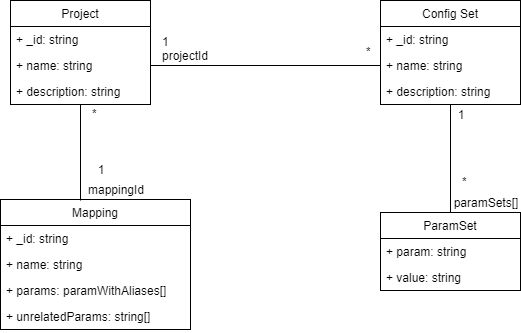 Project
+ _id: string
+ name: string
+ description: string
1
projectId
*
Config Set
+ _id: string
+ name: string
+ description: string
*
1
mappingId
1
*
paramSets[]
Mapping
+ _id: string
+ name: string
+ params: paramWithAliases[]
+ unrelatedParams: string[]
ParamSet
+ param: string
+ value: string